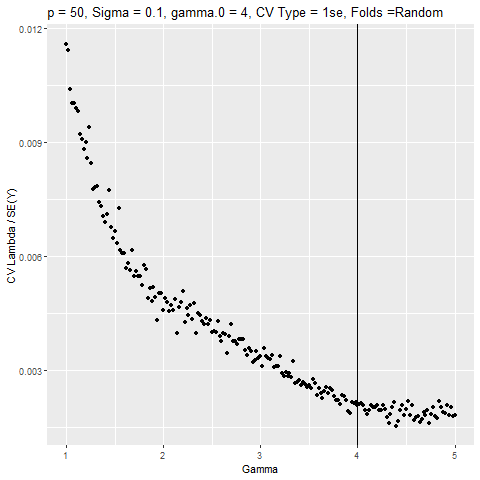 p = 50, Sigma = 0.1, gamma.0 = 4, CV Type = 1se, Folds =Random
0.012
0.009
0.006
0.003
CV Lambda / SE(Y)
1 2 3 4 5
Gamma